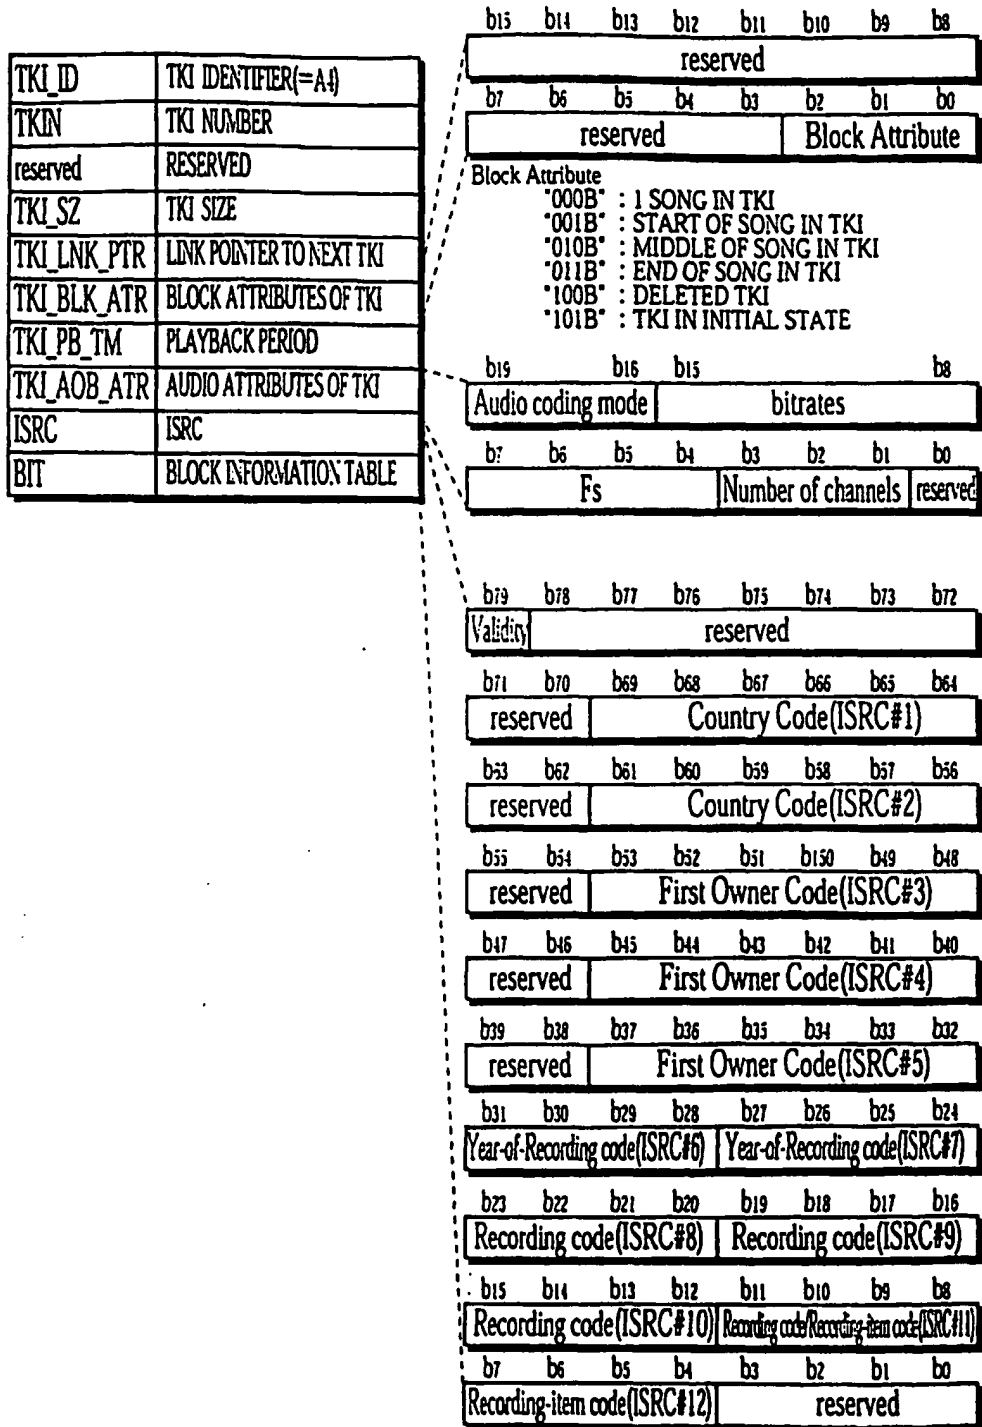 TKI_ID TKI IDENTIFIER(=A4)
TKIN TKI NUMBER
reserved RESERVED
TKI_SZ TKI SIZE
TKI_LNK_PTR LINK POINTER TO NEXT TKI
TKI_BLK_ATR BLOCK ATTRIBUTES OF TKI
TKI_PB_TM PLAYBACK PERIOD
TKI_AOB_ATR AUDIO ATTRIBUTES OF TKI
ISRC ISRC
BIT BLOCK INFORMATION TABLE
b15 b14 b13 b12 b11 b10 b9 b8
reserved
b7 b6 b5 b4 b3 b2 b1 b0
reserved Block Attribute
Block Attribute
"000B" : 1 SONG IN TKI
"001B" : START OF SONG IN TKI
"010B" : MIDDLE OF SONG IN TKI
"011B" : END OF SONG IN TKI
"100B" : DELETED TKI
"101B" : TKI IN INITIAL STATE
b19 b16 b15 b8
Audio coding mode bitrates
b7 b6 b5 b4 b3 b2 b1 b0
Fs Number of channels reserved
b79 b78 b77 b76 b75 b74 b73 b72
Validity reserved
b71 b70 b69 b68 b67 b66 b65 b64
reserved Country Code(ISRC#1)
b53 b62 b61 b60 b59 b58 b57 b56
reserved Country Code(ISRC#2)
b55 b54 b53 b52 b51 b150 b49 b48
reserved First Owner Code(ISRC#3)
b47 b46 b45 b44 b43 b42 b41 b40
reserved First Owner Code(ISRC#4)
b39 b38 b37 b36 b35 b34 b33 b32
reserved First Owner Code(ISRC#5)
b31 b30 b29 b28 b27 b26 b25 b24
Year-of-Recording code(ISRC#6) Year-of-Recording code(ISRC#7)
b23 b22 b21 b20 b19 b18 b17 b16
Recording code(ISRC#8) Recording code(ISRC#9)
b15 b14 b13 b12 b11 b10 b9 b8
Recording code(ISRC#10) Recording code/Recording-item code(ISRC#11)
b7 b6 b5 b4 b3 b2 b1 b0
Recording-item code(ISRC#12) reserved